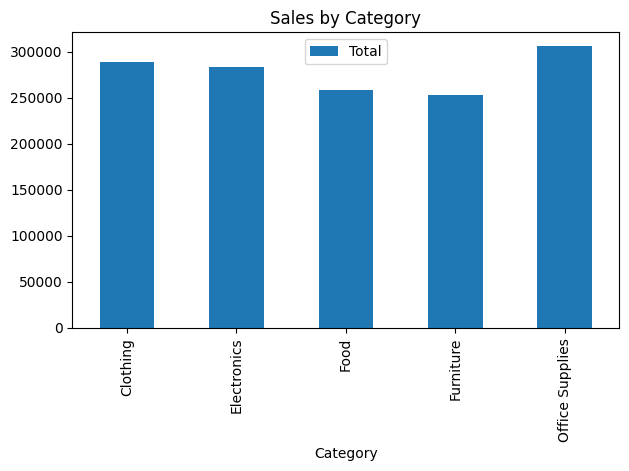 Sales by Category
Total
300000
250000
200000
150000
100000
50000
0
Clothing
Electronics
Food
Furniture
Office Supplies
Category